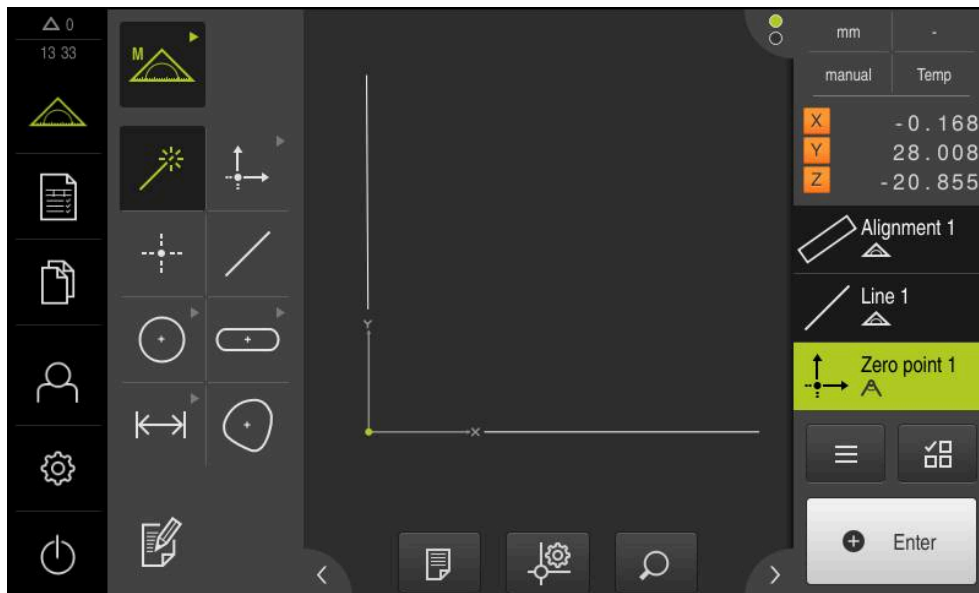 0
13 33
M
mm
-
manual
Temp
X -0.168
Y 28.008
Z -20.855
Alignment 1
Line 1
Zero point 1
Y
X
Enter